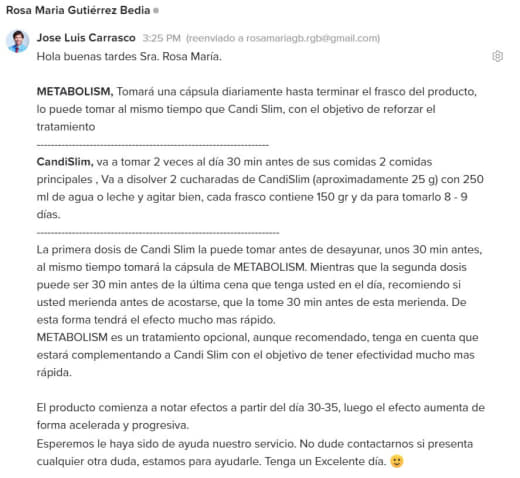 Rosa Maria Gutiérrez Bedia
Jose Luis Carrasco 3:25 PM (reenviado a rosamariagb.rgb@gmail.com)
Hola buenas tardes Sra. Rosa María.
METABOLISM, Tomará una cápsula diariamente hasta terminar el frasco del producto,
lo puede tomar al mismo tiempo que Candi Slim, con el objetivo de reforzar el
tratamiento
------------------------------------------------------------------
CandiSlim, va a tomar 2 veces al día 30 min antes de sus comidas 2 comidas
principales , Va a disolver 2 cucharadas de CandiSlim (aproximadamente 25 g) con 250
ml de agua o leche y agitar bien, cada frasco contiene 150 gr y da para tomarlo 8 - 9
días.
---------------------------------------------------------------------
La primera dosis de Candi Slim la puede tomar antes de desayunar, unos 30 min antes,
al mismo tiempo tomará la cápsula de METABOLISM. Mientras que la segunda dosis
puede ser 30 min antes de la última cena que tenga usted en el día, recomiendo si
usted merienda antes de acostarse, que la tome 30 min antes de esta merienda. De
esta forma tendrá el efecto mucho mas rápido.
METABOLISM es un tratamiento opcional, aunque recomendado, tenga en cuenta que
estará complementando a Candi Slim con el objetivo de tener efectividad mucho mas
rápida.
El producto comienza a notar efectos a partir del día 30-35, luego el efecto aumenta de
forma acelerada y progresiva.
Esperemos le haya sido de ayuda nuestro servicio. No dude contactarnos si presenta
cualquier otra duda, estamos para ayudarle. Tenga un Excelente día. 🙂